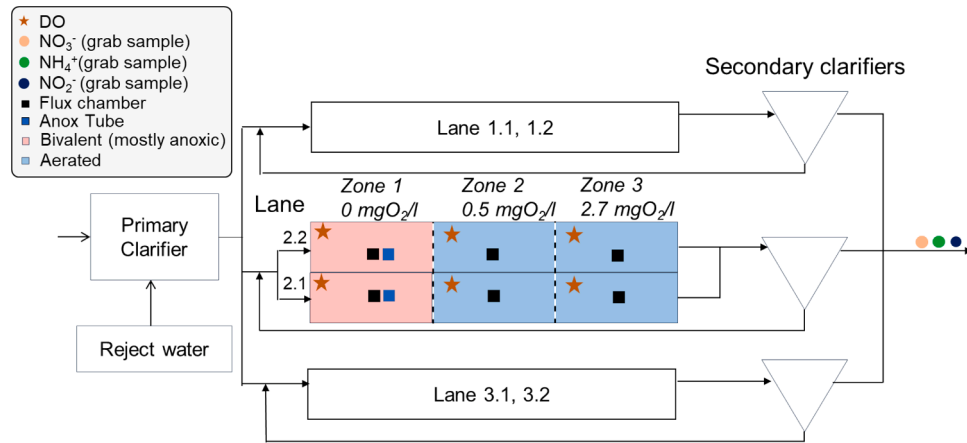 DO
NO₃⁻ (grab sample)
NH₄⁺(grab sample)
NO₂⁻ (grab sample)
Flux chamber
Anox Tube
Bivalent (mostly anoxic)
Aerated
Secondary clarifiers
Lane 1.1, 1.2
Zone 1
0 mgO₂/l
Zone 2
0.5 mgO₂/l
Zone 3
2.7 mgO₂/l
Lane
2.2
2.1
Primary
Clarifier
Reject water
Lane 3.1, 3.2